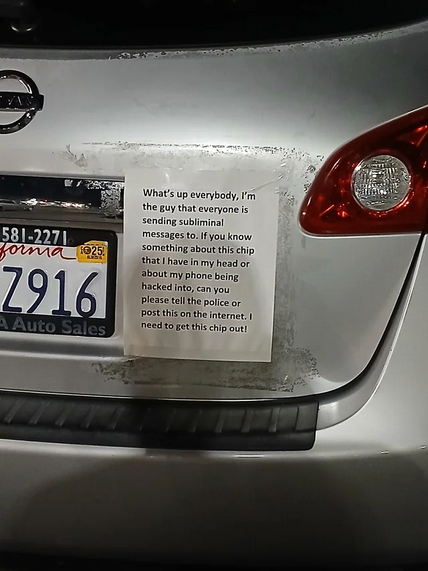 581-2271
California
25
Z916
A Auto Sales
What's up everybody, I'm
the guy that everyone is
sending subliminal
messages to. If you know
something about this chip
that I have in my head or
about my phone being
hacked into, can you
please tell the police or
post this on the internet. I
need to get this chip out!